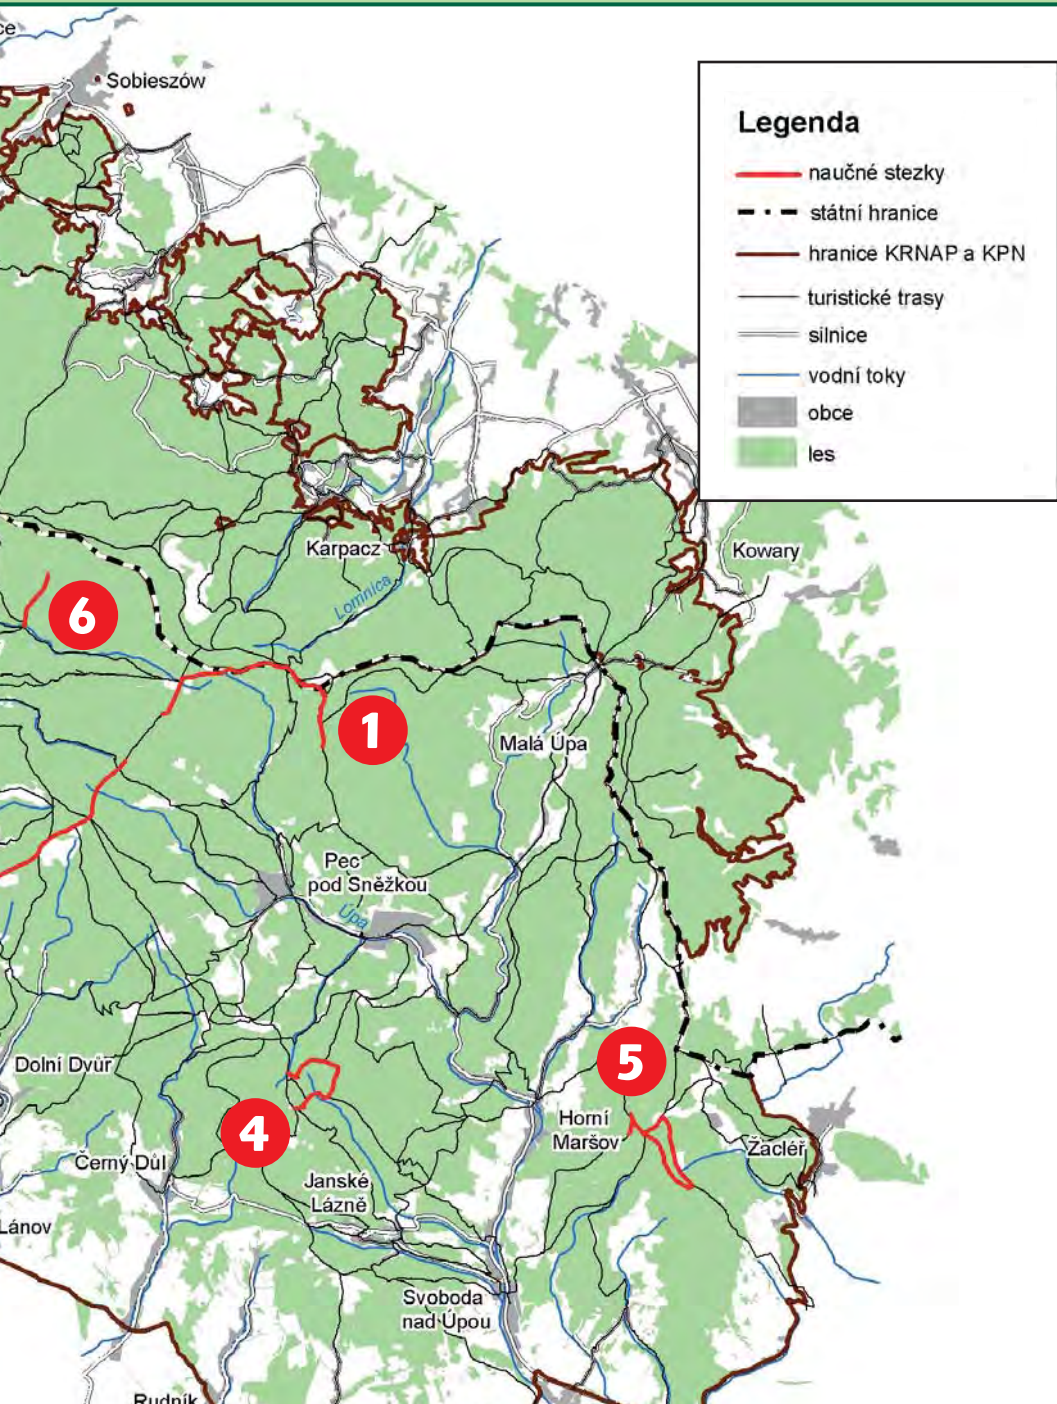 ce
Sobieszów
Legenda
naučné stezky
státní hranice
hranice KRNAP a KPN
turistické trasy
silnice
vodní toky
obce
les
Karpacz
Kowary
Lomnica
6
1
Malá Úpa
Pec
pod Sněžkou
Úpa
Dolní Dvůr
5
4
Horní
Maršov
Žacléř
Černý Důl
Janské
Lázně
Lánov
Svoboda
nad Úpou
Rudník